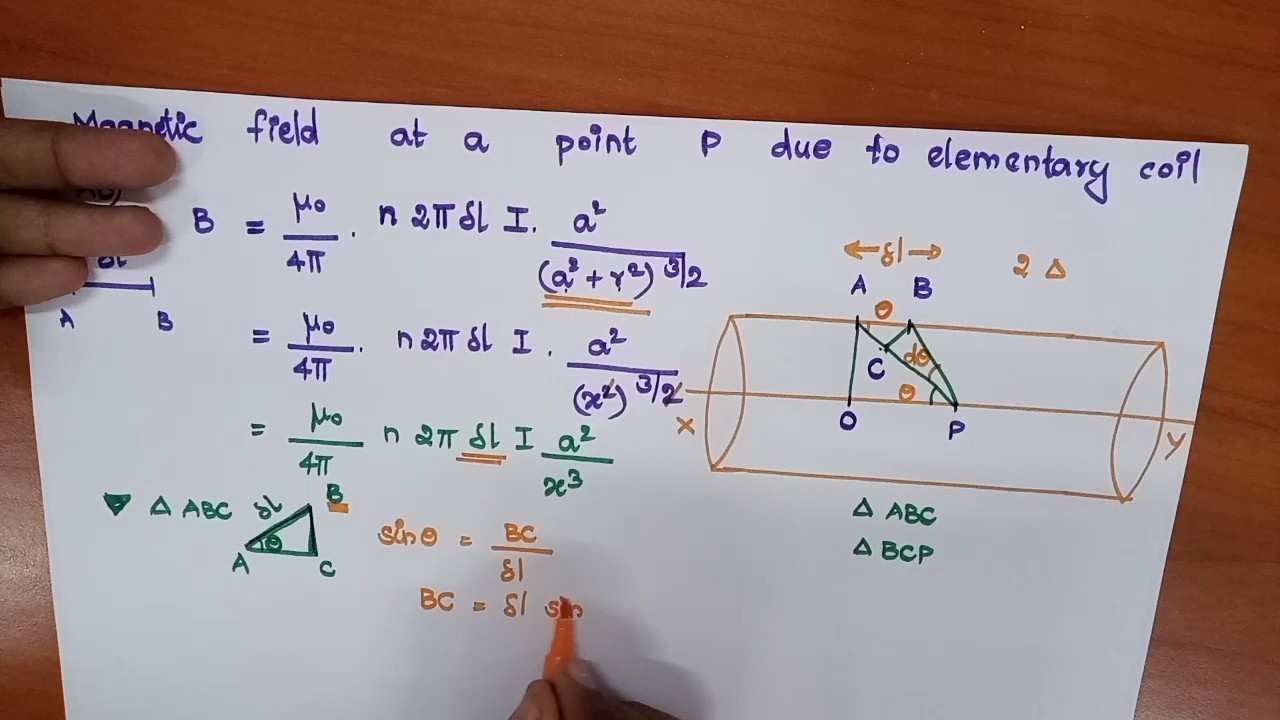 Magnetic field at a point P due to elementary coil
B = μ₀/4π . n 2π δl I . a²/(a² + r²)^3/2
= μ₀/4π . n 2π δl I . a²/(x²)^3/2
= μ₀/4π n 2π δl I a²/x³
δl
A B
Δ ABC
δl B
θ
A C
sinθ = BC/δl
BC = δl sin
δl 2 Δ
A B
θ
C dθ
θ
X O P Y
Δ ABC
Δ BCP